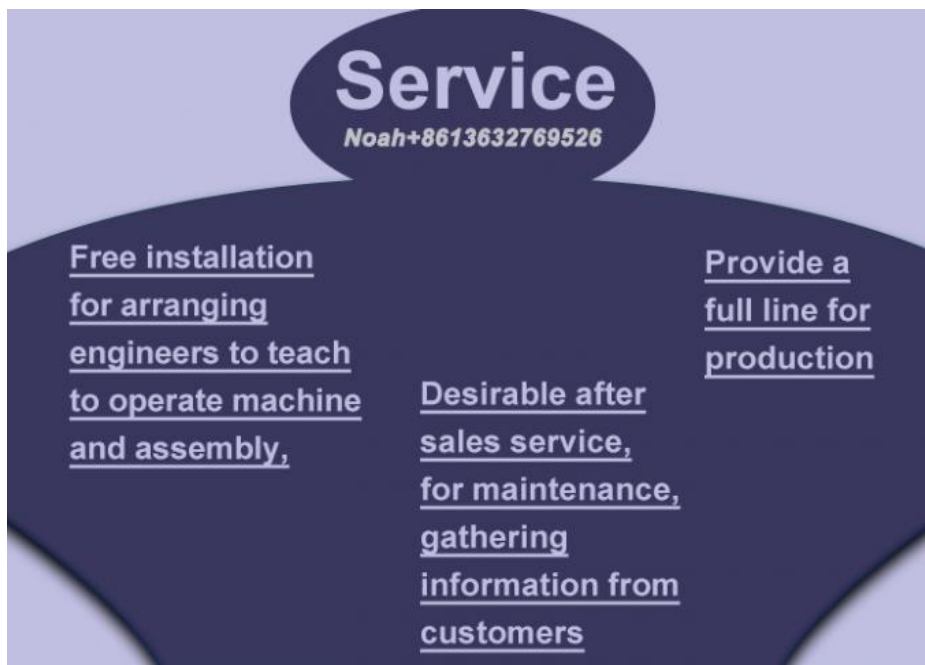 Service
Noah+8613632769526
Free installation
for arranging
engineers to teach
to operate machine
and assembly,
Desirable after
sales service,
for maintenance,
gathering
information from
customers
Provide a
full line for
production